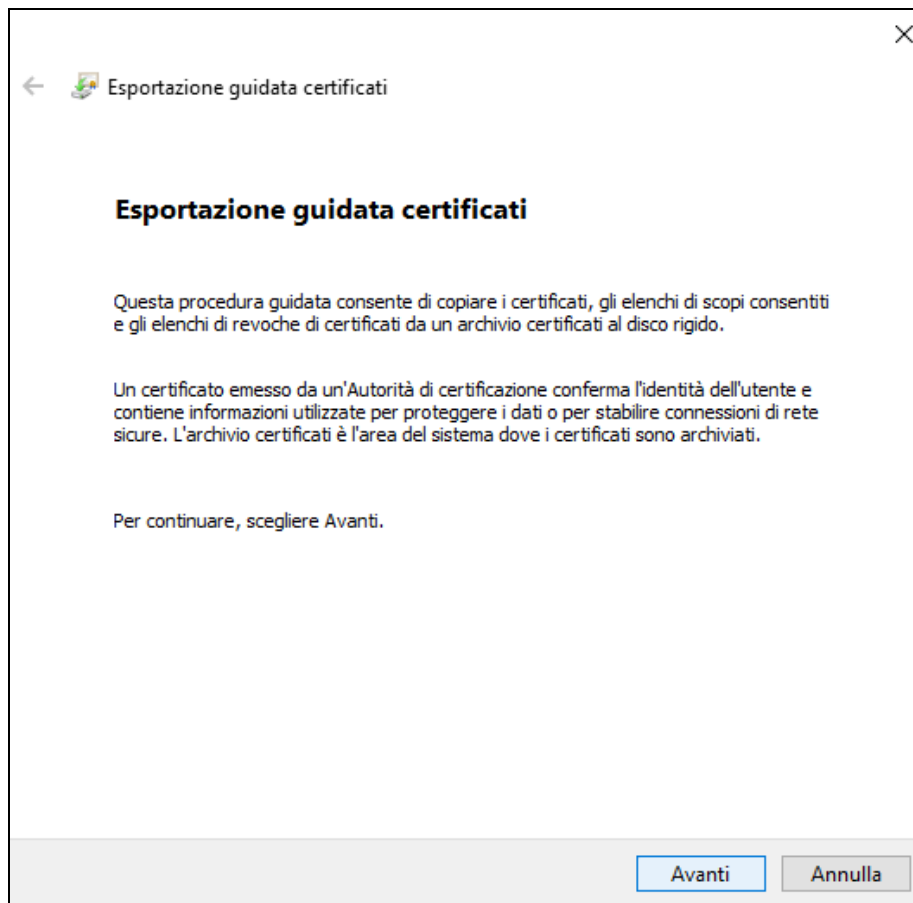 Esportazione guidata certificati
Esportazione guidata certificati
Questa procedura guidata consente di copiare i certificati, gli elenchi di scopi consentiti
e gli elenchi di revoche di certificati da un archivio certificati al disco rigido.
Un certificato emesso da un'Autorità di certificazione conferma l'identità dell'utente e
contiene informazioni utilizzate per proteggere i dati o per stabilire connessioni di rete
sicure. L'archivio certificati è l'area del sistema dove i certificati sono archiviati.
Per continuare, scegliere Avanti.
Avanti Annulla